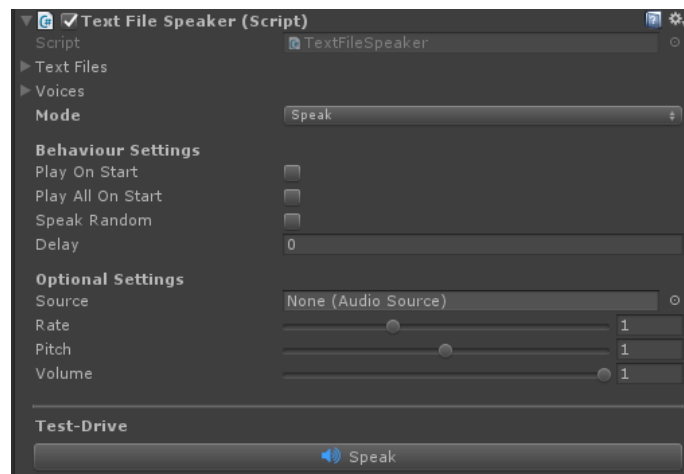 Text File Speaker (Script)
Script TextFileSpeaker
Text Files
Voices
Mode Speak
Behaviour Settings
Play On Start
Play All On Start
Speak Random
Delay 0
Optional Settings
Source None (Audio Source)
Rate 1
Pitch 1
Volume 1
Test-Drive
Speak